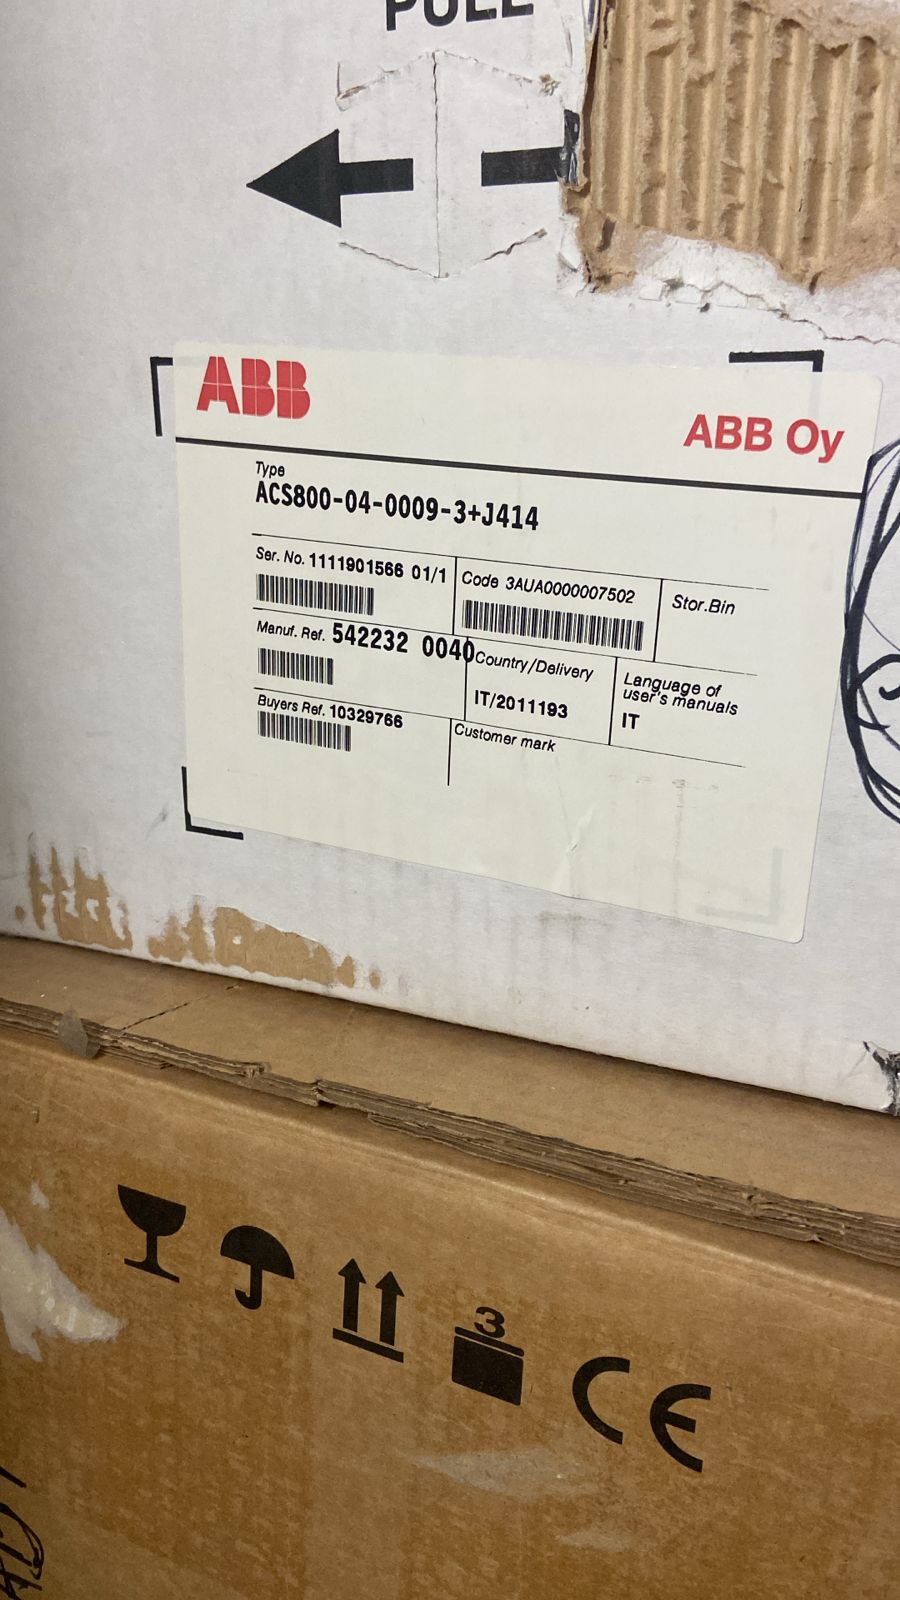 PULL
ABB
ABB Oy
Type
ACS800-04-0009-3+J414
Ser. No. 1111901566 01/1
Code 3AUA0000007502
Stor.Bin
Manuf. Ref. 542232 0040
Country/Delivery
IT/2011193
Language of
user's manuals
IT
Buyers Ref. 10329766
Customer mark
3
CE